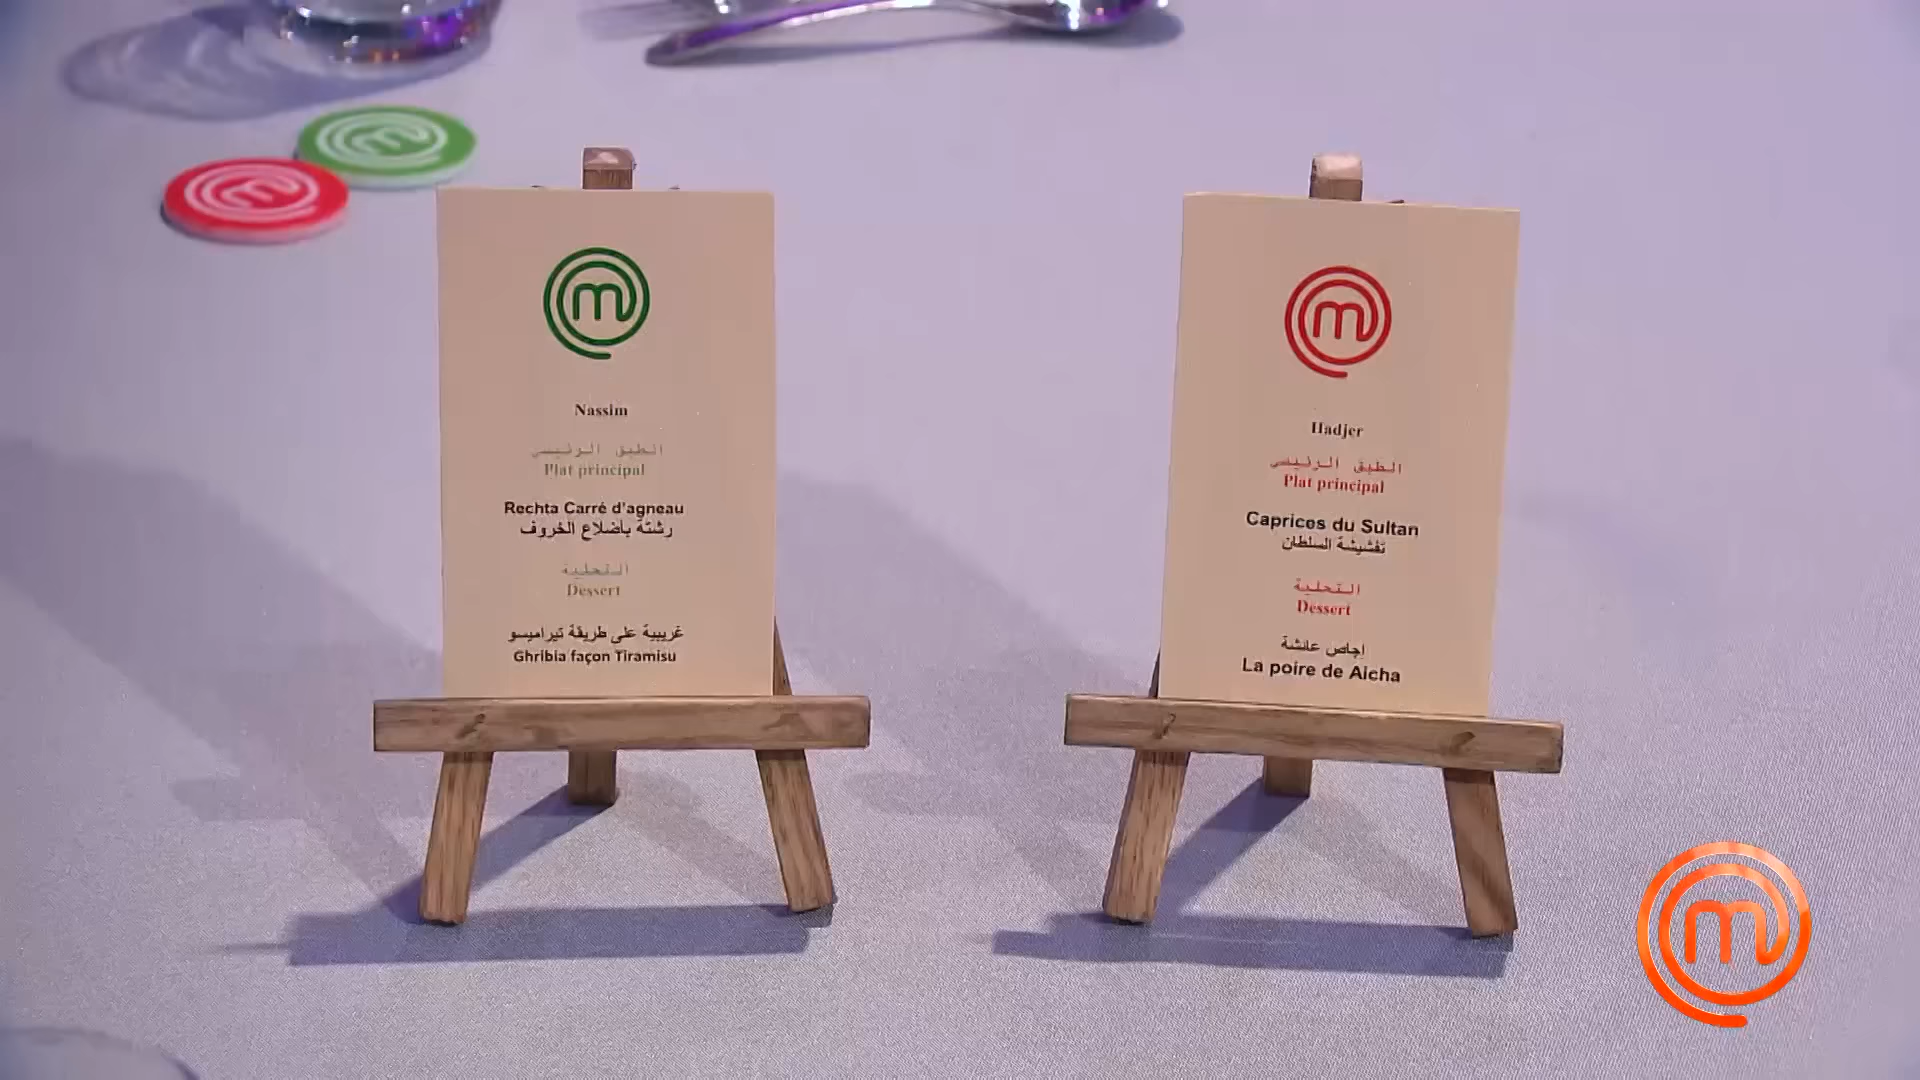 Nassim
الطبق الرئيسي
Plat principal
Rechta Carré d'agneau
رشتة بأضلاع الخروف
التحلية
Dessert
غريبية على طريقة تيراميسو
Ghribia façon Tiramisu
Hadjer
الطبق الرئيسي
Plat principal
Caprices du Sultan
تفشيشة السلطان
التحلية
Dessert
اجاص عائشة
La poire de Aicha